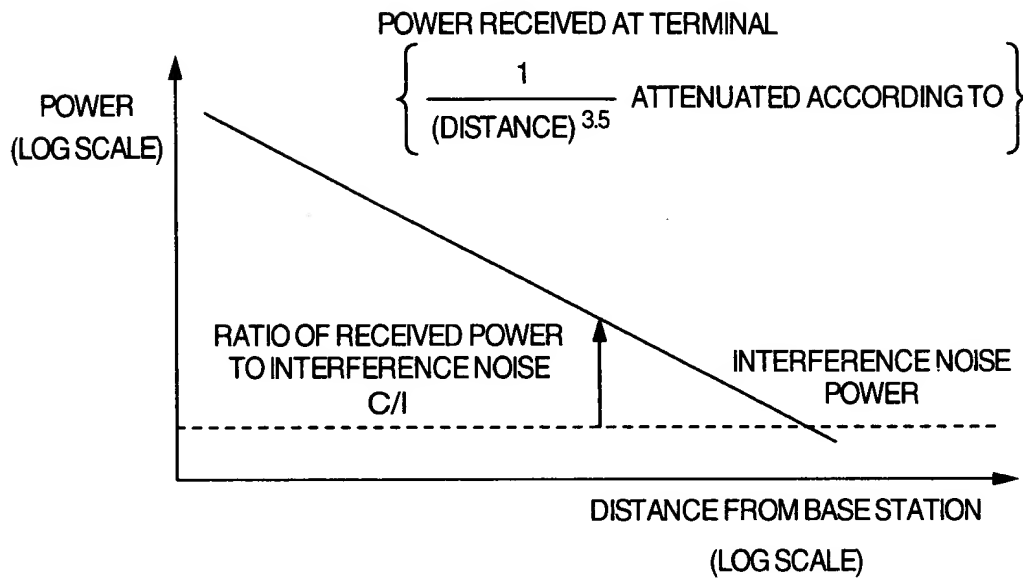 POWER RECEIVED AT TERMINAL
{ 1 / (DISTANCE) 3.5 ATTENUATED ACCORDING TO }
POWER
(LOG SCALE)
RATIO OF RECEIVED POWER
TO INTERFERENCE NOISE
C/I
INTERFERENCE NOISE
POWER
DISTANCE FROM BASE STATION
(LOG SCALE)